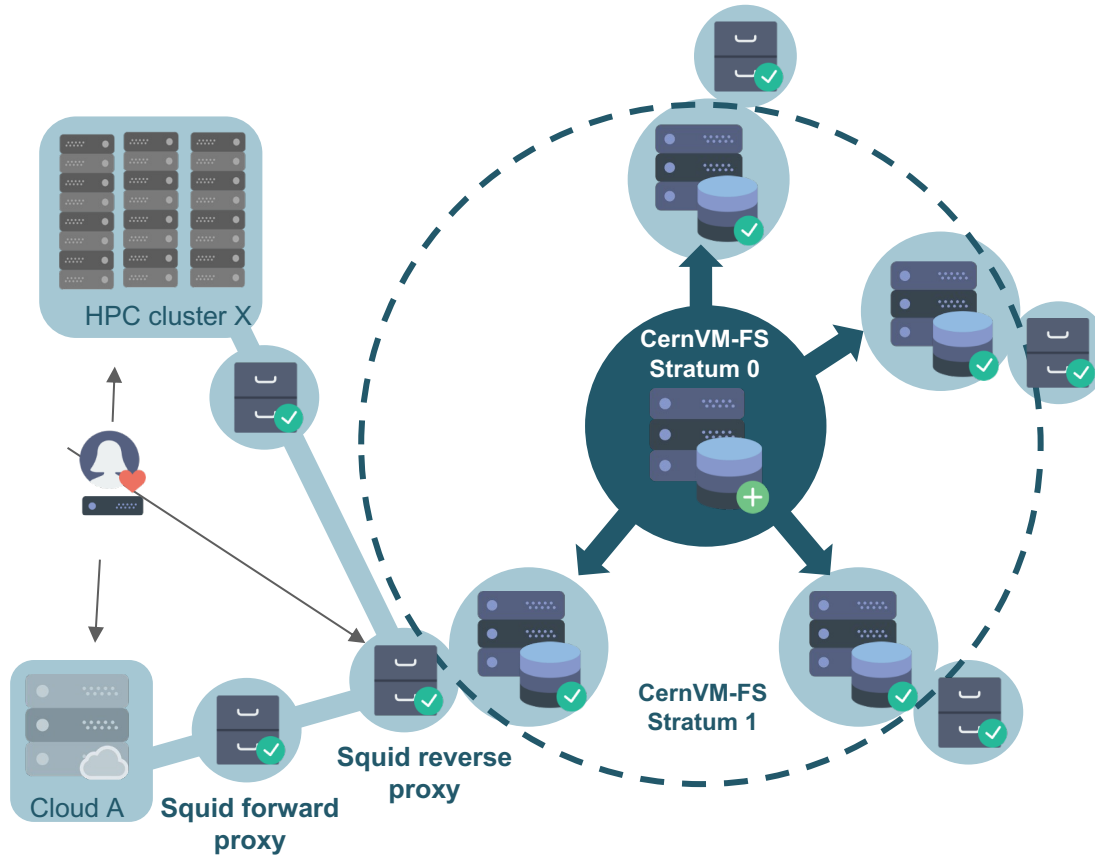 HPC cluster X
CernVM-FS
Stratum 0
CernVM-FS
Stratum 1
Squid reverse
proxy
Cloud A
Squid forward
proxy